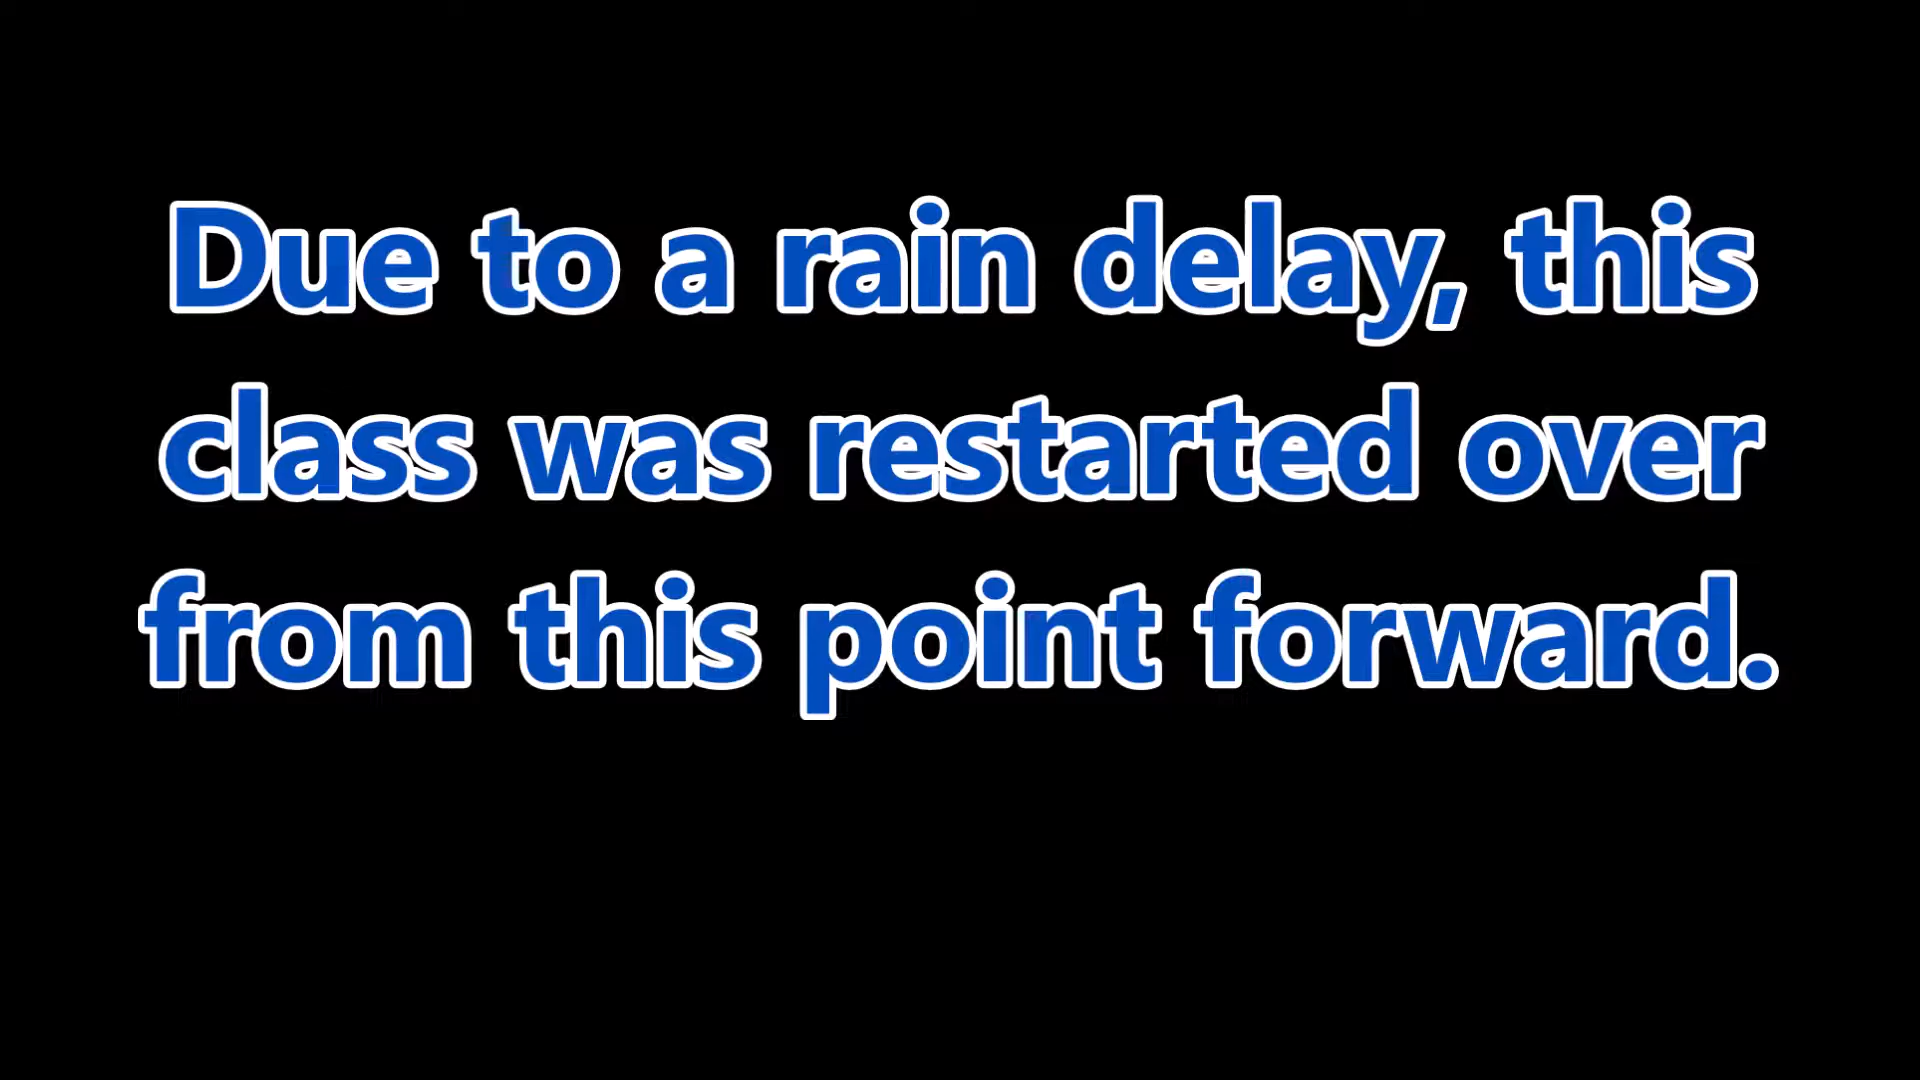 Due to a rain delay, this
class was restarted over
from this point forward.